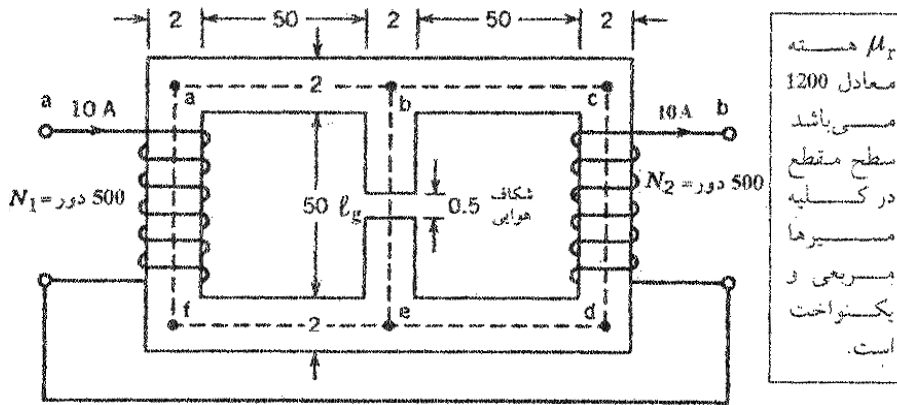 2 50 2 50 2
a 2 b c
a b
10 A 10A
N₁ = دور 500
50 ℓg 0.5 شکاف هوایی
N₂ = دور 500
f 2 e d
μr هسته
معادل 1200
می‌باشد
سطح مقطع
در کلیه
مسیرها
مربعی و
یکنواخت
است.